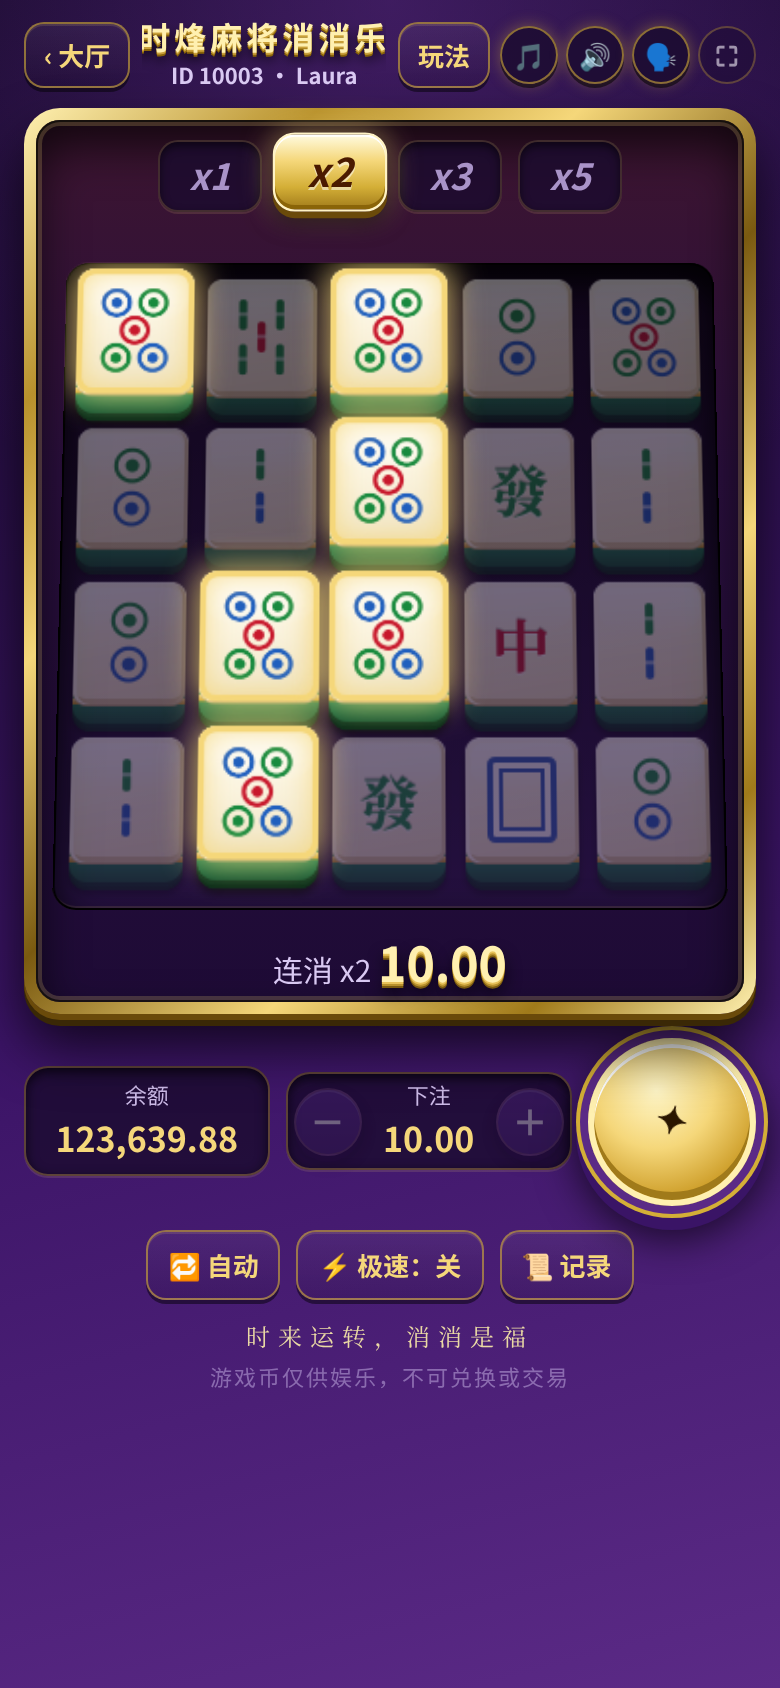 ‹ 大厅
时烽麻将消消乐
ID 10003 · Laura
玩法
x1 x2 x3 x5
發
中
發
连消 x2 10.00
余额
123,639.88
下注
− 10.00 +
自动
极速：关
记录
时来运转，消消是福
游戏币仅供娱乐，不可兑换或交易